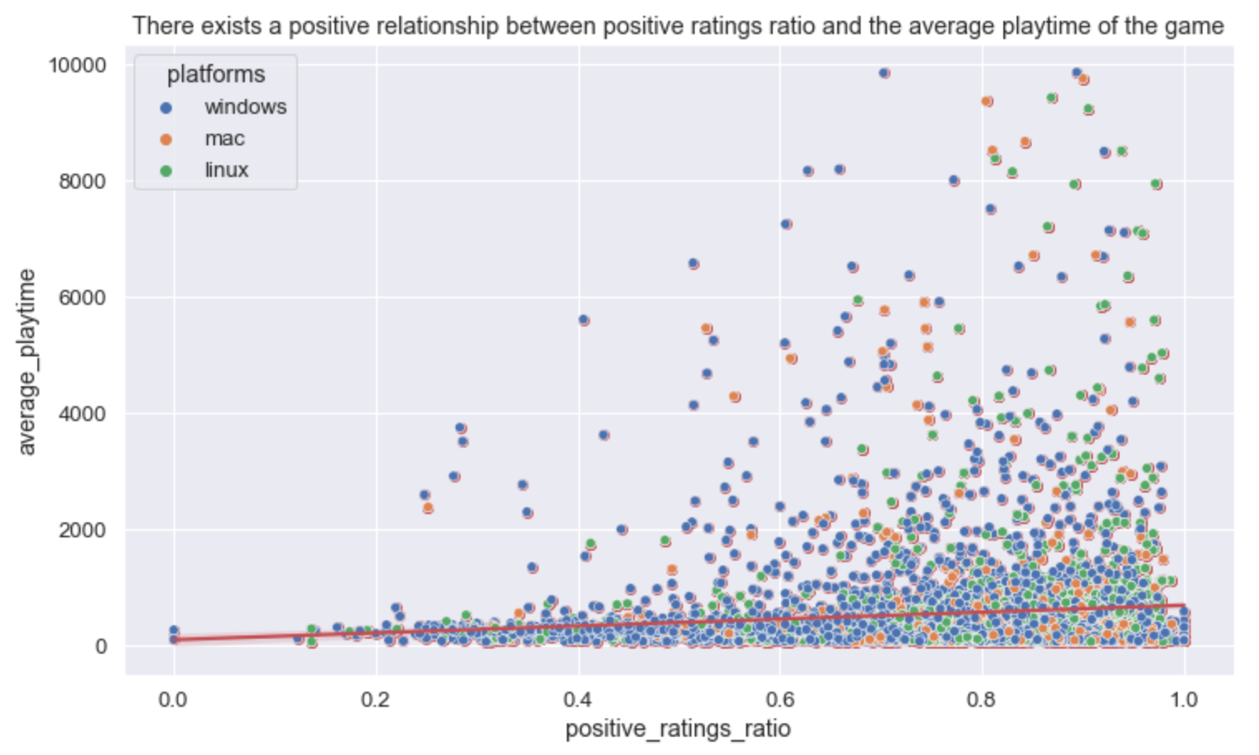 There exists a positive relationship between positive ratings ratio and the average playtime of the game
platforms
windows
mac
linux
10000
8000
6000
4000
2000
0
average_playtime
0.0
0.2
0.4
0.6
0.8
1.0
positive_ratings_ratio